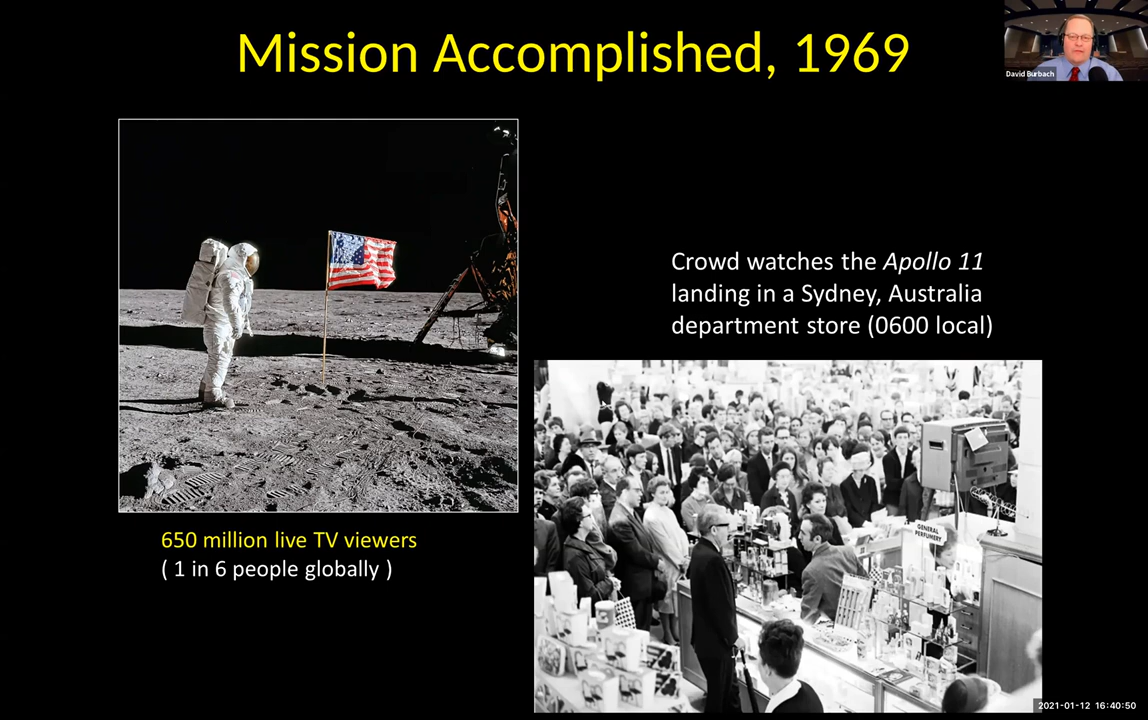 Mission Accomplished, 1969
David Burbach
Crowd watches the Apollo 11
landing in a Sydney, Australia
department store (0600 local)
650 million live TV viewers
( 1 in 6 people globally )
GENERAL
PERFUMERY
2021-01-12 16:40:50